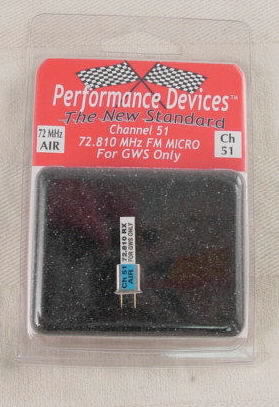 Performance Devices™
The New Standard
Channel 51
72.810 MHz FM MICRO
For GWS Only
72 MHz
AIR
Ch
51
72.810 RX
FOR GWS ONLY
Ch 51
AIR